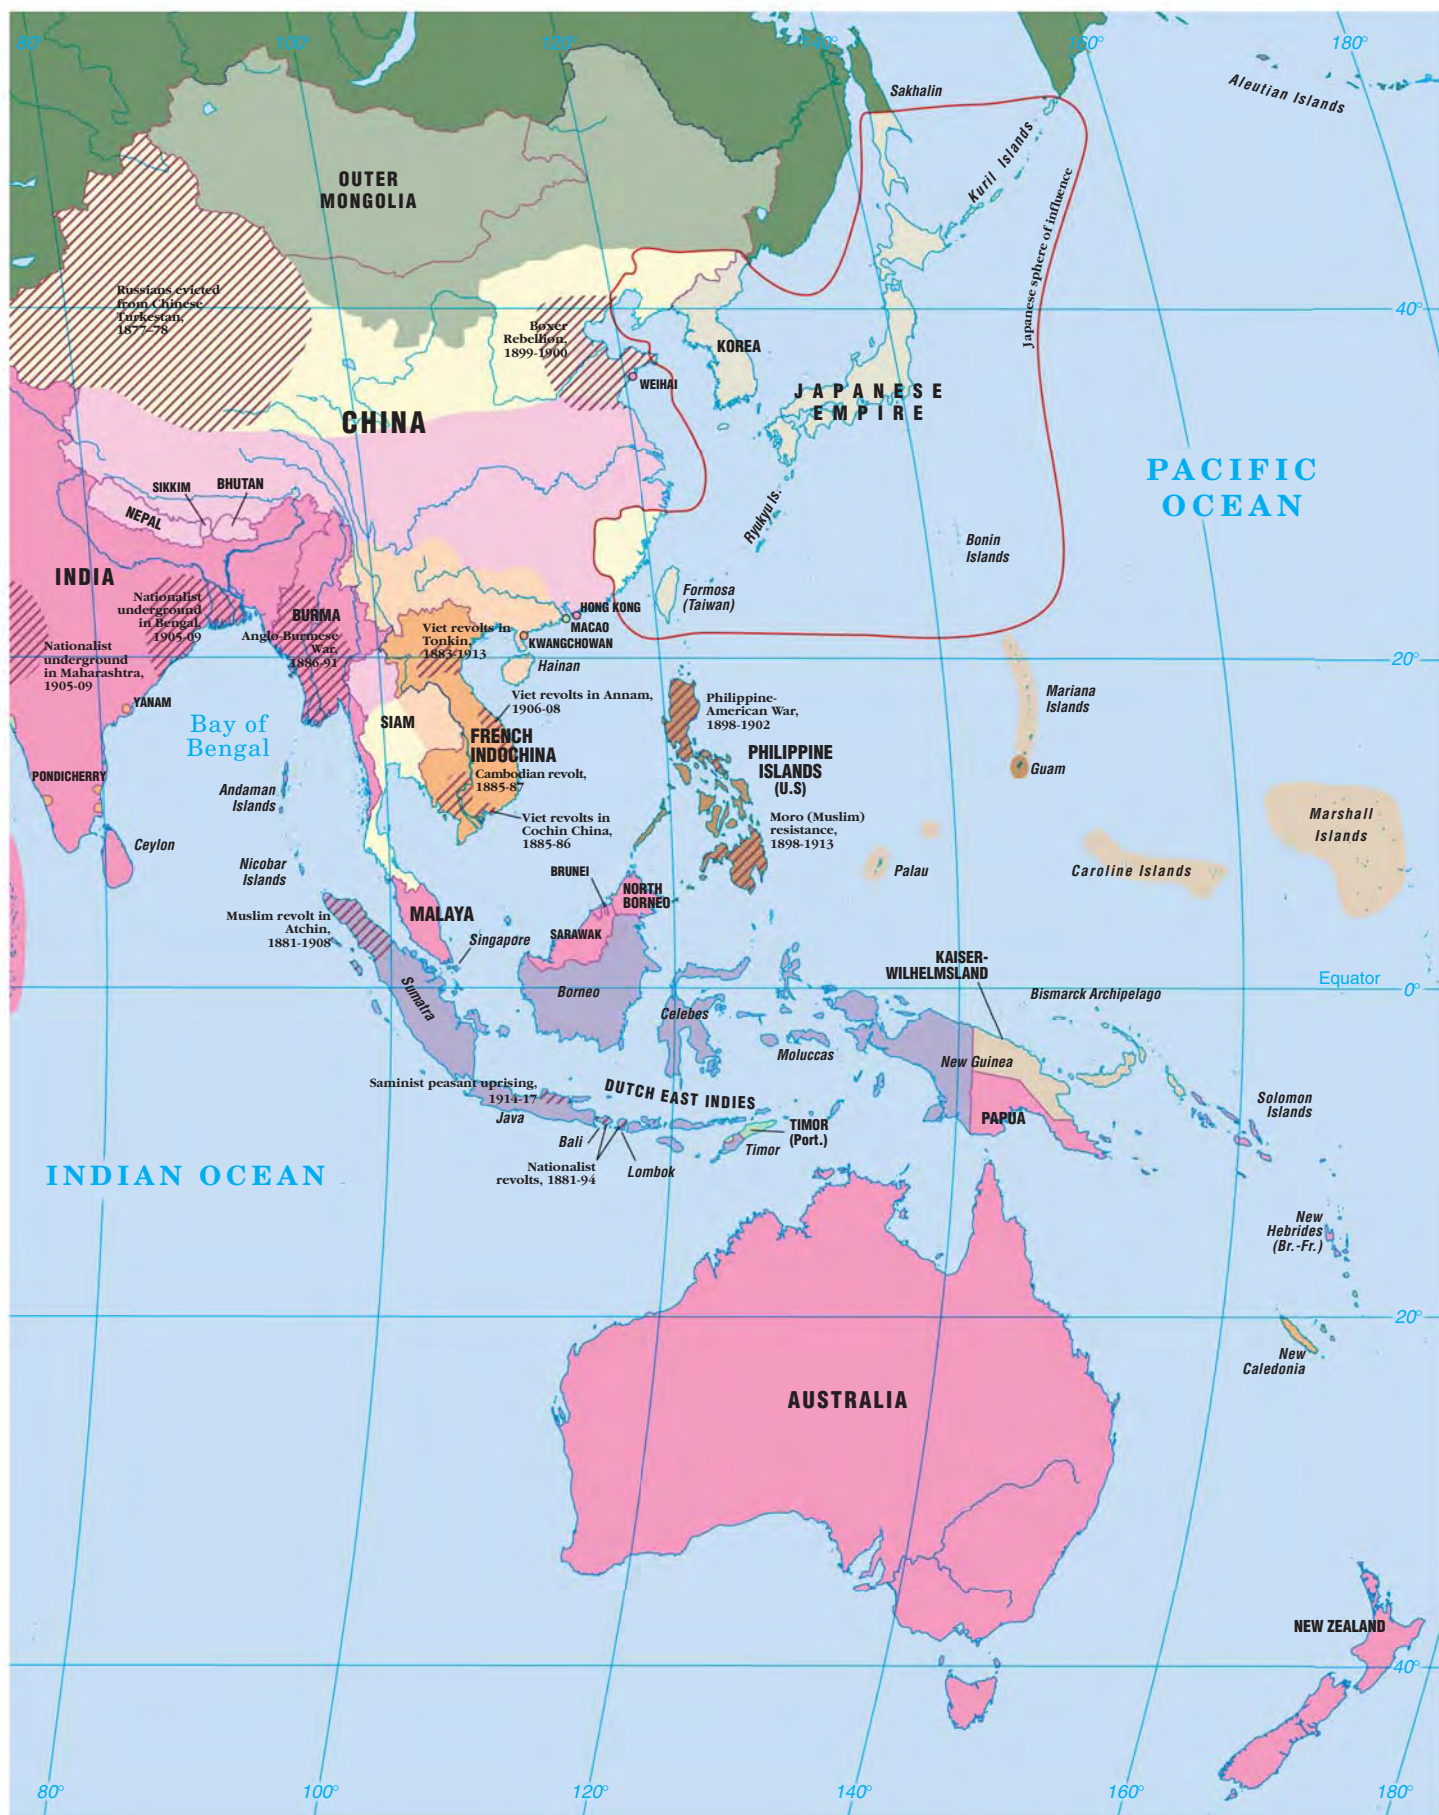 80°
100°
120°
140°
160°
180°
Aleutian Islands
Sakhalin
Kuril Islands
Japanese sphere of influence
OUTER
MONGOLIA
Russians evicted
from Chinese
Turkestan,
1877–78
40°
Boxer
Rebellion,
1899-1900
KOREA
WEIHAI
JAPANESE
EMPIRE
CHINA
PACIFIC
OCEAN
SIKKIM
BHUTAN
NEPAL
Ryukyu Is.
Bonin
Islands
INDIA
Nationalist
underground
in Bengal,
1905-09
BURMA
Anglo-Burmese
War,
1886-91
Viet revolts in
Tonkin,
1883-1913
HONG KONG
MACAO
KWANGCHOWAN
Formosa
(Taiwan)
Hainan
Nationalist
underground
in Maharashtra,
1905-09
20°
YANAM
Bay of
Bengal
SIAM
Viet revolts in Annam,
1906-08
FRENCH
INDOCHINA
Cambodian revolt,
1885-87
Philippine-
American War,
1898-1902
PHILIPPINE
ISLANDS
(U.S)
Mariana
Islands
Guam
PONDICHERRY
Andaman
Islands
Viet revolts in
Cochin China,
1885-86
Moro (Muslim)
resistance,
1898-1913
Marshall
Islands
Ceylon
Nicobar
Islands
Palau
Caroline Islands
BRUNEI
NORTH
BORNEO
Muslim revolt in
Atchin,
1881-1908
MALAYA
Singapore
SARAWAK
KAISER-
WILHELMSLAND
Bismarck Archipelago
Equator
0°
Sumatra
Borneo
Celebes
Moluccas
New Guinea
Saminist peasant uprising,
1914-17
Java
DUTCH EAST INDIES
PAPUA
Solomon
Islands
Bali
TIMOR
(Port.)
Timor
Nationalist
revolts, 1881-94
Lombok
INDIAN OCEAN
New
Hebrides
(Br.-Fr.)
20°
New
Caledonia
AUSTRALIA
NEW ZEALAND
40°
80°
100°
120°
140°
160°
180°